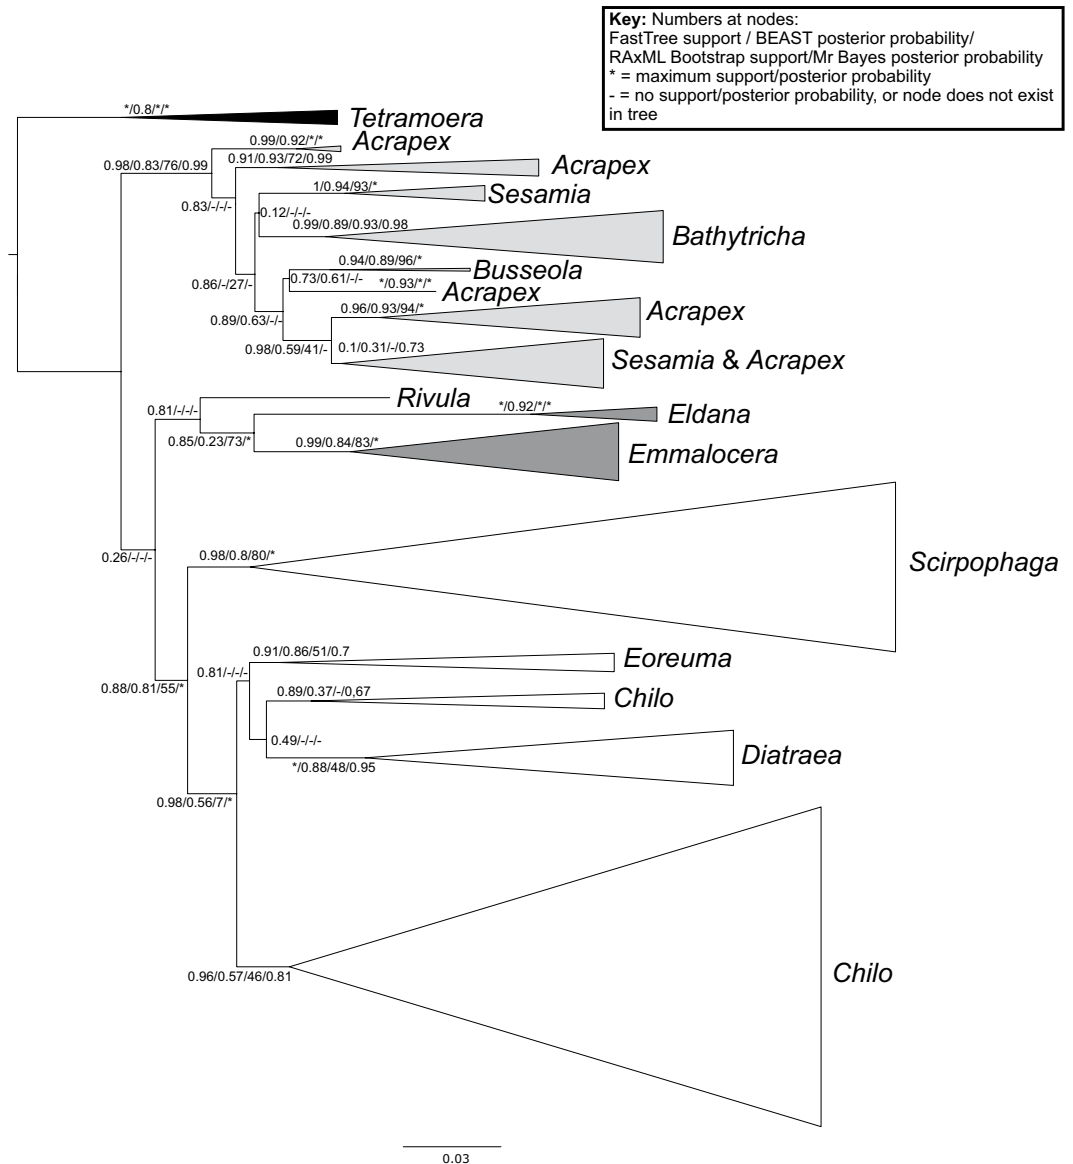 Key: Numbers at nodes:
FastTree support / BEAST posterior probability/
RAxML Bootstrap support/Mr Bayes posterior probability
* = maximum support/posterior probability
- = no support/posterior probability, or node does not exist
in tree
*/0.8/*/*
Tetramoera
0.99/0.92/*/*
Acrapex
0.98/0.83/76/0.99
0.91/0.93/72/0.99
Acrapex
1/0.94/93/*
Sesamia
0.83/-/-/-
0.12/-/-/-
0.99/0.89/0.93/0.98
Bathytricha
0.94/0.89/96/*
Busseola
0.86/-/27/-
0.73/0.61/-/-
*/0.93/*/*
Acrapex
0.96/0.93/94/*
Acrapex
0.89/0.63/-/-
0.98/0.59/41/-
0.1/0.31/-/0.73
Sesamia & Acrapex
Rivula
0.81/-/-/-
*/0.92/*/*
Eldana
0.85/0.23/73/*
0.99/0.84/83/*
Emmalocera
0.26/-/-/-
0.98/0.8/80/*
Scirpophaga
0.91/0.86/51/0.7
Eoreuma
0.81/-/-/-
0.88/0.81/55/*
0.89/0.37/-/0,67
Chilo
0.49/-/-/-
*/0.88/48/0.95
Diatraea
0.98/0.56/7/*
0.96/0.57/46/0.81
Chilo
0.03